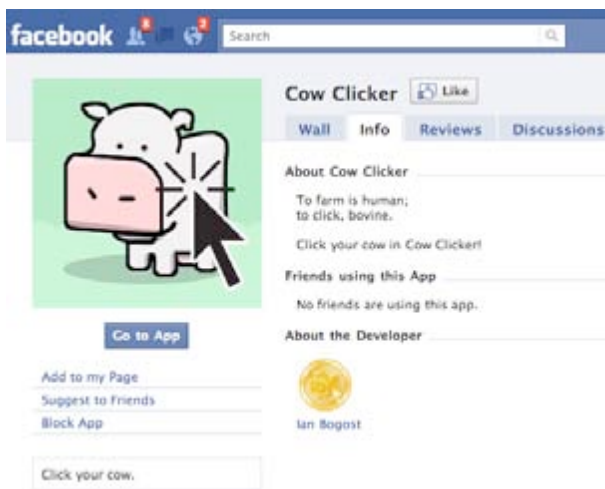 facebook 8 2 Search
Cow Clicker Like
Wall Info Reviews Discussions
About Cow Clicker
To farm is human;
to click, bovine.
Click your cow in Cow Clicker!
Friends using this App
No friends are using this app.
About the Developer
Ian Bogost
Go to App
Add to my Page
Suggest to Friends
Block App
Click your cow.